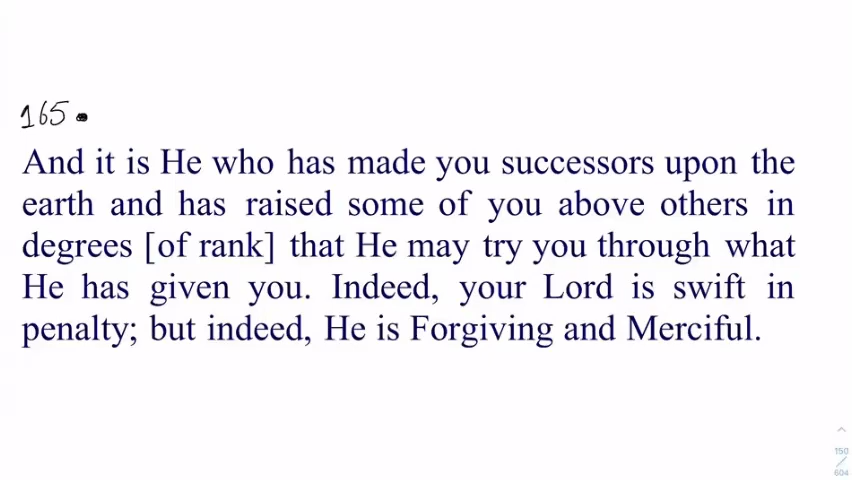 165.
And it is He who has made you successors upon the
earth and has raised some of you above others in
degrees [of rank] that He may try you through what
He has given you. Indeed, your Lord is swift in
penalty; but indeed, He is Forgiving and Merciful.
150
/
604